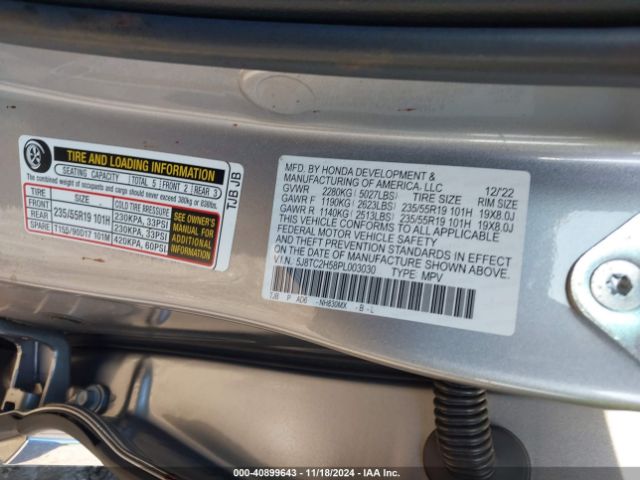 TIRE AND LOADING INFORMATION
SEATING CAPACITY TOTAL 5 FRONT 2 REAR 3
The combined weight of occupants and cargo should never exceed 380kg or 838lbs.
TIRE SIZE COLD TIRE PRESSURE
FRONT 235/55R19 101H 230KPA, 33PSI
REAR 235/55R19 101H 230KPA, 33PSI
SPARE T155/90D17 101M 420KPA, 60PSI
SEE OWNER'S MANUAL FOR ADDITIONAL INFORMATION
TJB JB
MFD. BY HONDA DEVELOPMENT &
MANUFACTURING OF AMERICA, LLC 12/'22
GVWR 2280KG( 5027LBS) TIRE SIZE RIM SIZE
GAWR F 1190KG( 2623LBS) 235/55R19 101H 19X8.0J
GAWR R 1140KG( 2513LBS) 235/55R19 101H 19X8.0J
THIS VEHICLE CONFORMS TO ALL APPLICABLE
FEDERAL MOTOR VEHICLE SAFETY
AND THEFT PREVENTION STANDARDS IN EFFECT
ON THE DATE OF MANUFACTURE SHOWN ABOVE.
V.I.N. 5J8TC2H58PL003030 TYPE: MPV
TJB P AD6 -NH830MX -B-L
000-40899643 - 11/18/2024 - IAA Inc.